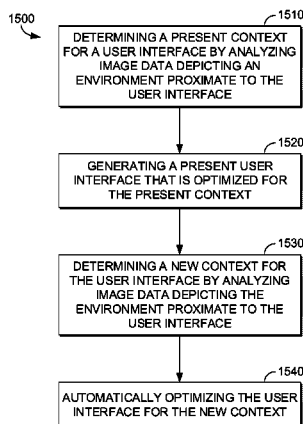 1500
1510
DETERMINING A PRESENT CONTEXT
FOR A USER INTERFACE BY ANALYZING
IMAGE DATA DEPICTING AN
ENVIRONMENT PROXIMATE TO THE
USER INTERFACE
1520
GENERATING A PRESENT USER
INTERFACE THAT IS OPTIMIZED FOR
THE PRESENT CONTEXT
1530
DETERMINING A NEW CONTEXT FOR
THE USER INTERFACE BY ANALYZING
IMAGE DATA DEPICTING THE
ENVIRONMENT PROXIMATE TO THE
USER INTERFACE
1540
AUTOMATICALLY OPTIMIZING THE USER
INTERFACE FOR THE NEW CONTEXT